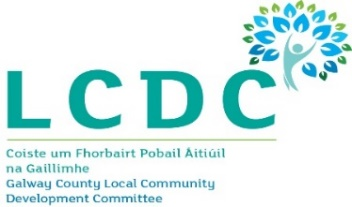 LCDC
Coiste um Fhorbairt Pobail Áitiúil
na Gaillimhe
Galway County Local Community
Development Committee